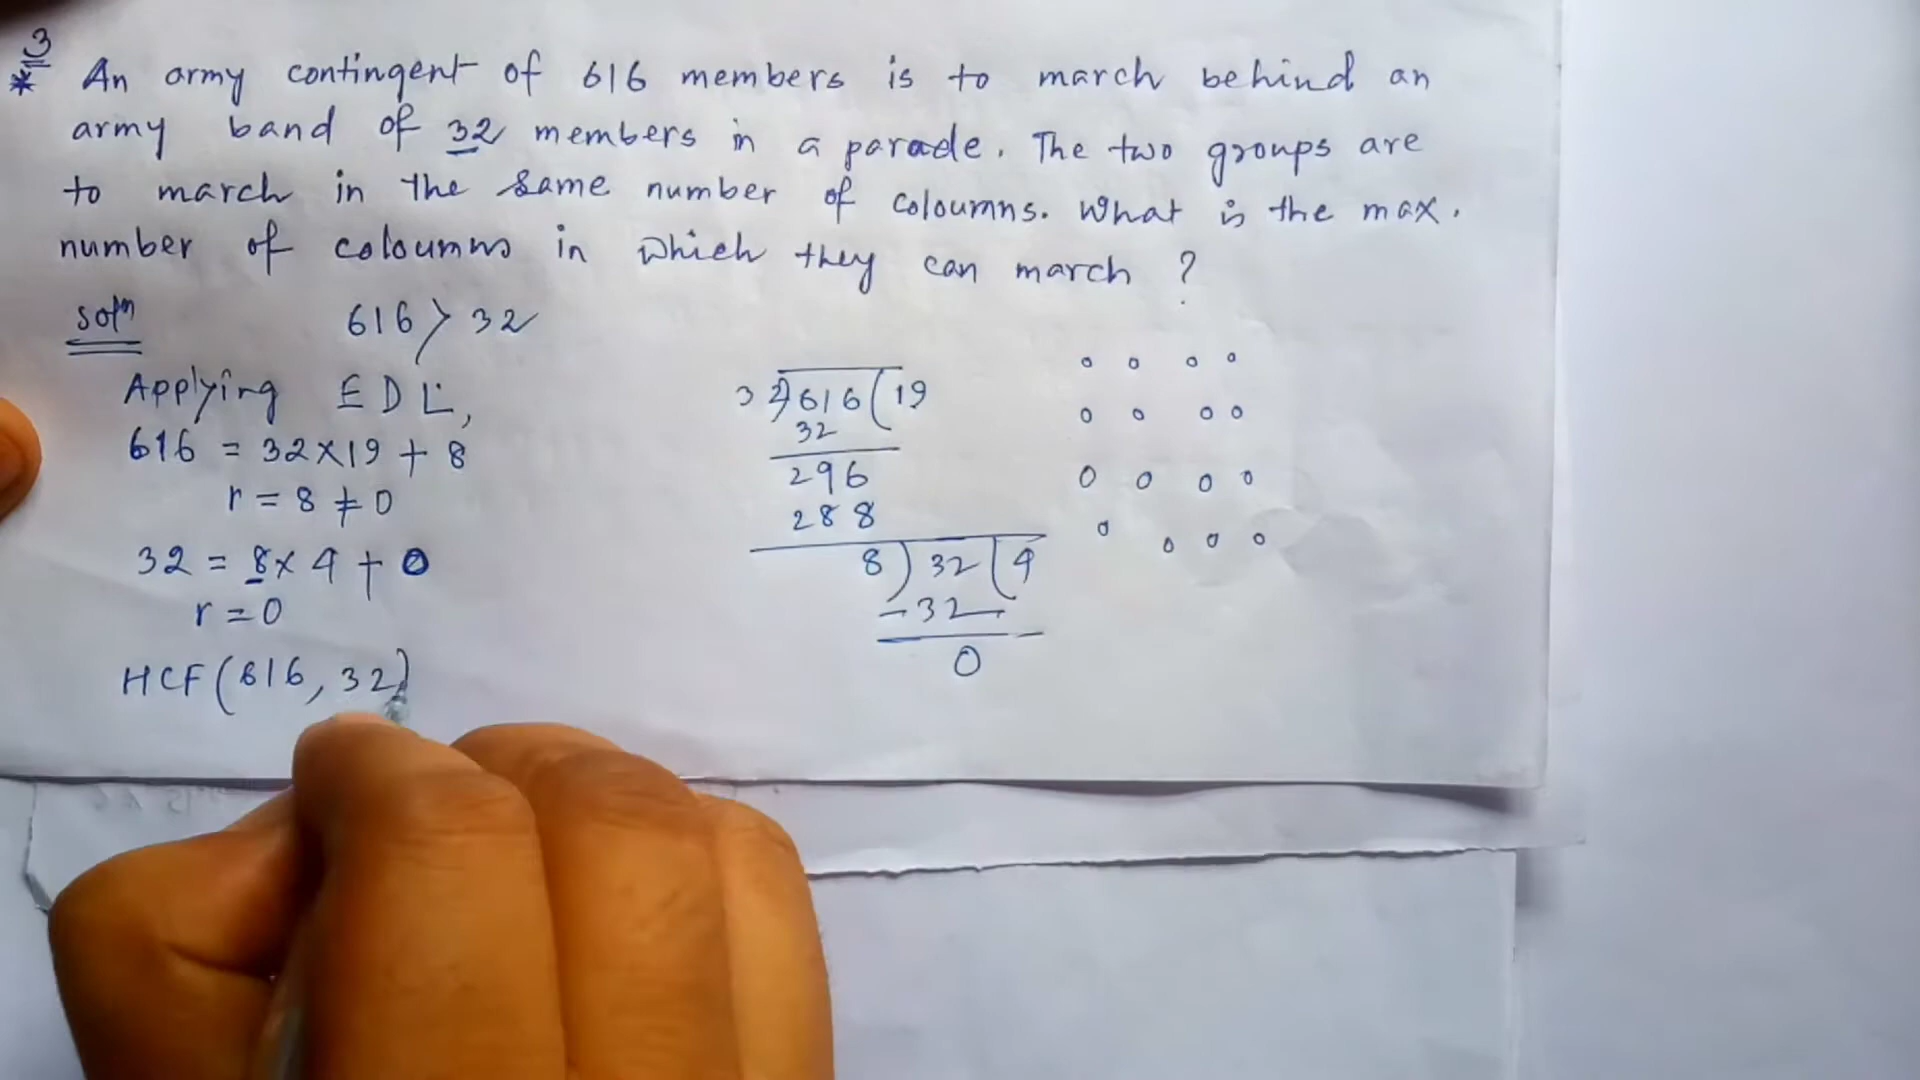 3
* An army contingent of 616 members is to march behind an
army band of 32 members in a parade. The two groups are
to march in the same number of coloumns. What is the max.
number of coloumns in which they can march ?
Solⁿ 616 > 32
Applying EDL,
616 = 32×19 + 8
r = 8 ≠ 0
32 = 8× 4 + 0
r = 0
HCF(616, 32)
32)616(19
32
296
288
8)32(4
-32
0